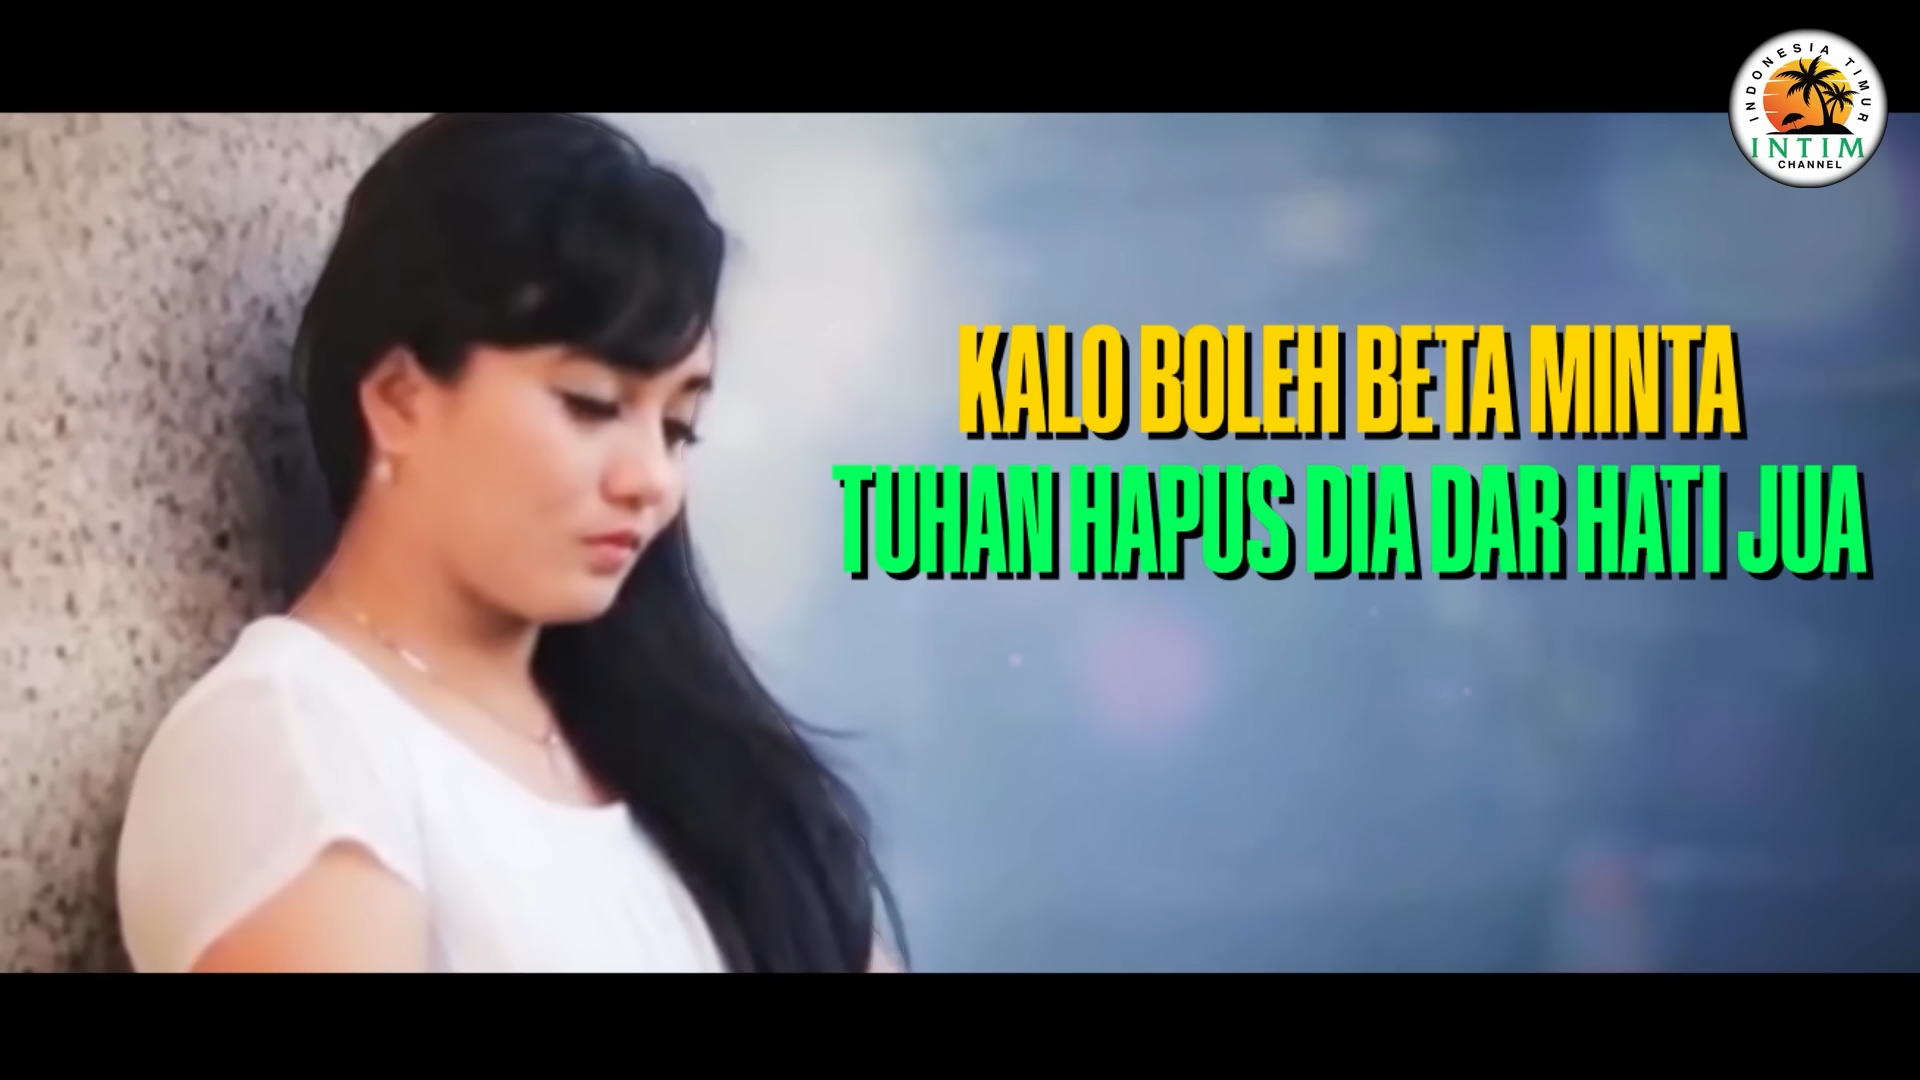 INDONESIA TIMUR
INTIM
CHANNEL
KALO BOLEH BETA MINTA
TUHAN HAPUS DIA DAR HATI JUA